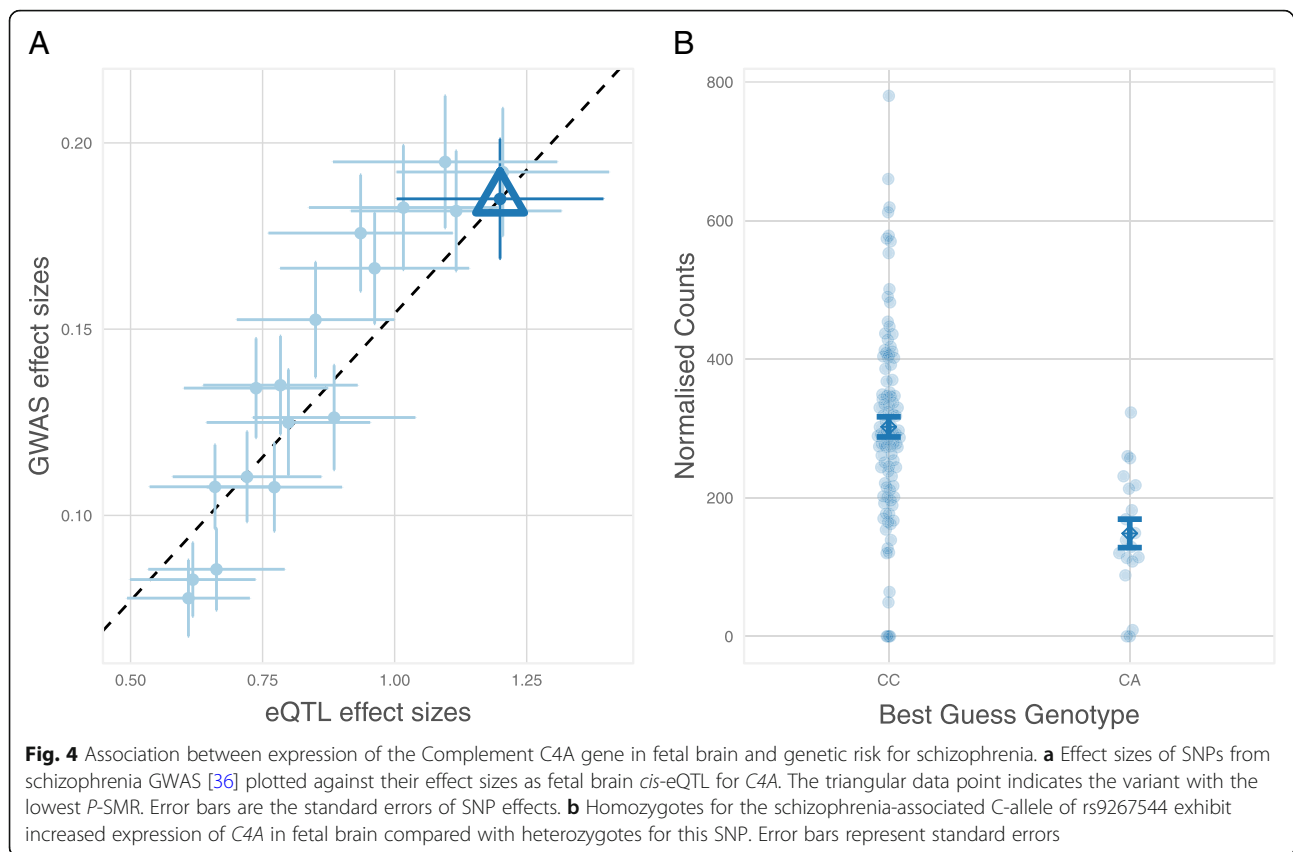 A
B
0.20
0.15
0.10
GWAS effect sizes
0.50 0.75 1.00 1.25
eQTL effect sizes
800
600
400
200
0
Normalised Counts
CC CA
Best Guess Genotype
Fig. 4 Association between expression of the Complement C4A gene in fetal brain and genetic risk for schizophrenia. a Effect sizes of SNPs from
schizophrenia GWAS [36] plotted against their effect sizes as fetal brain cis-eQTL for C4A. The triangular data point indicates the variant with the
lowest P-SMR. Error bars are the standard errors of SNP effects. b Homozygotes for the schizophrenia-associated C-allele of rs9267544 exhibit
increased expression of C4A in fetal brain compared with heterozygotes for this SNP. Error bars represent standard errors